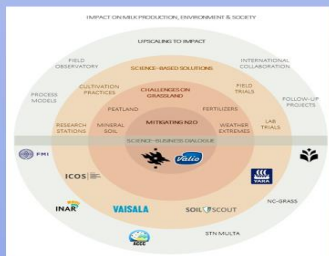 IMPACT ON MILK PRODUCTION, ENVIRONMENT & SOCIETY
UPSCALING TO IMPACT
FIELD
OBSERVATORY
INTERNATIONAL
COLLABORATION
SCIENCE-BASED SOLUTIONS
PROCESS
MODELS
CULTIVATION
PRACTICES
CHALLENGES ON
GRASSLAND
FIELD
TRIALS
FOLLOW-UP
PROJECTS
PEATLAND
FERTILIZERS
RESEARCH
STATIONS
MINERAL
SOIL
MITIGATING N2O
WEATHER
EXTREMES
LAB
TRIALS
SCIENCE-BUSINESS DIALOGUE
FMI
Valio
ICOS
YARA
NC-GRASS
INAR
VAISALA
SOIL SCOUT
ACCC
STN MULTA